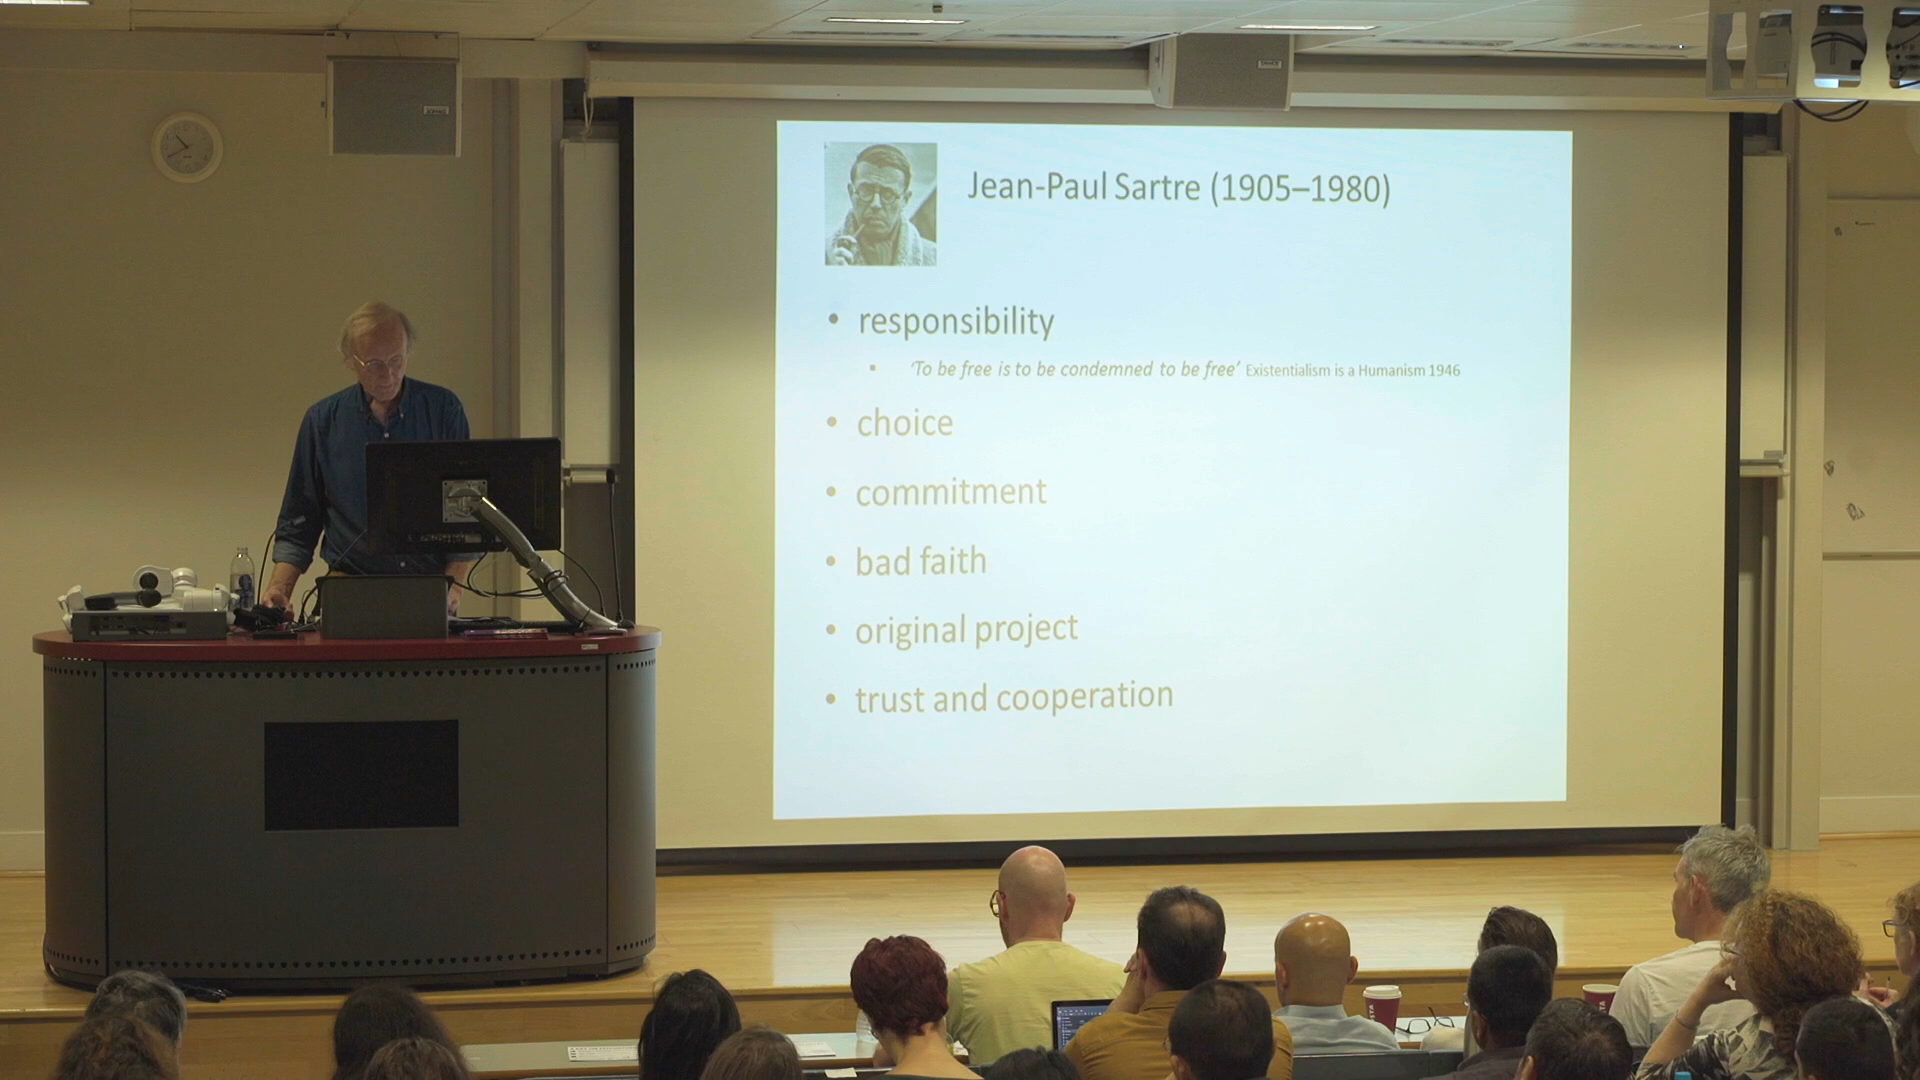 Jean-Paul Sartre (1905–1980)
• responsibility
▪ ‘To be free is to be condemned to be free’ Existentialism is a Humanism 1946
• choice
• commitment
• bad faith
• original project
• trust and cooperation